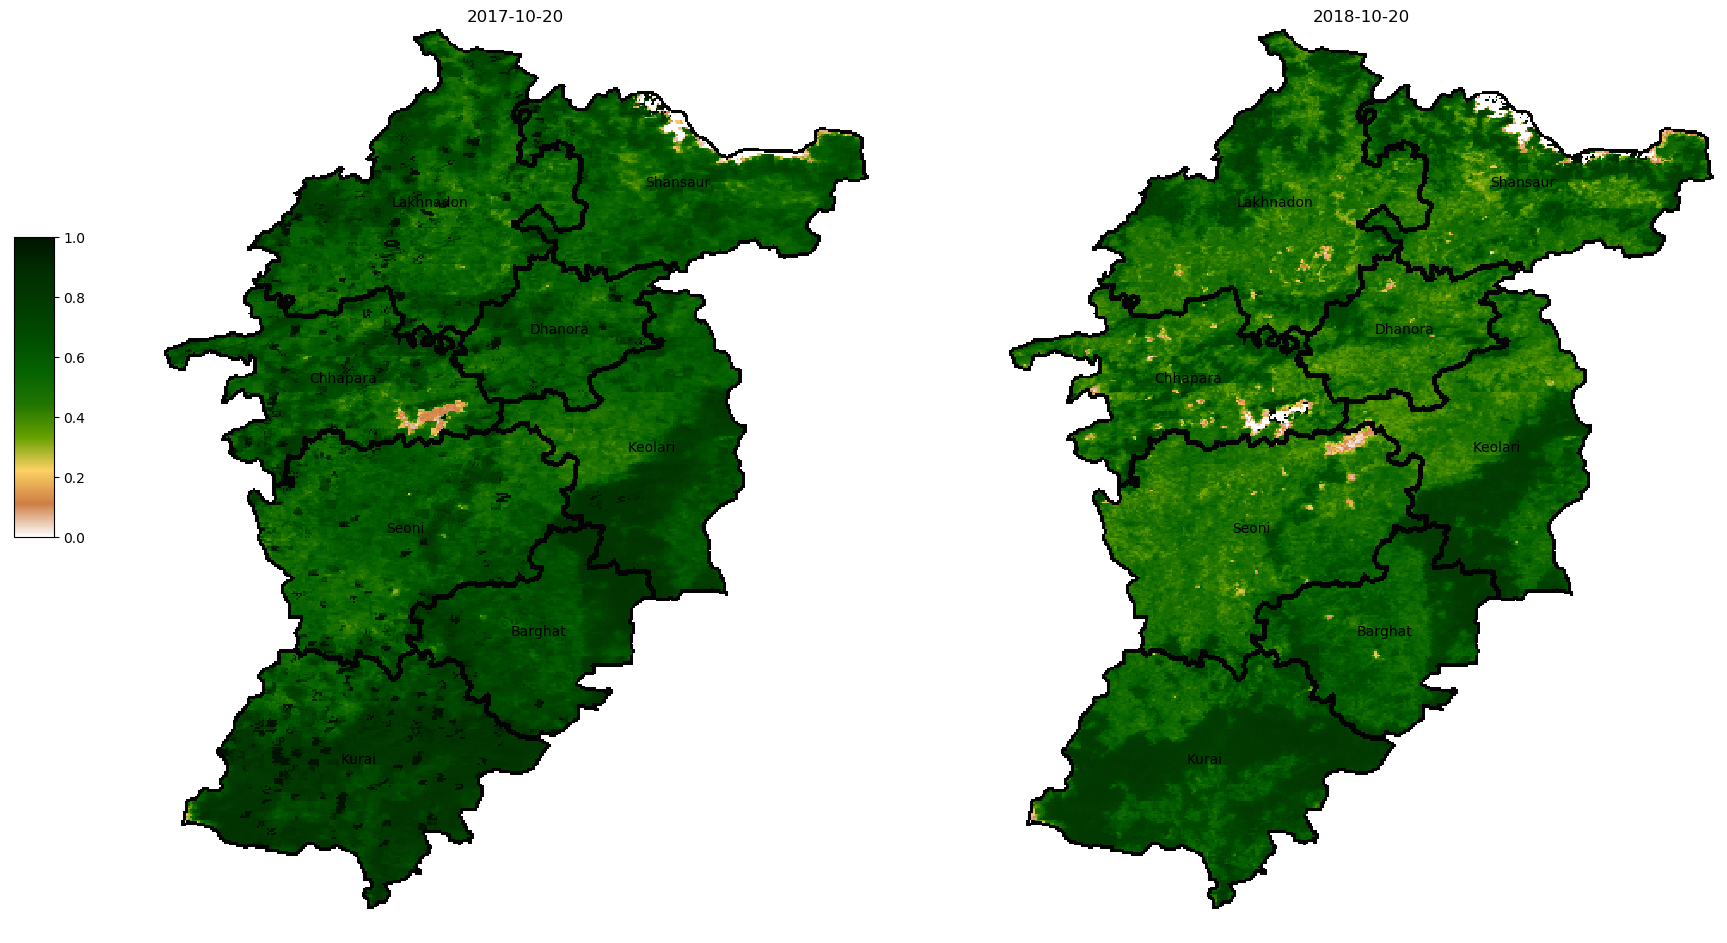 2017-10-20
2018-10-20
Lakhnadon
Shansaur
Dhanora
Chhapara
Keolari
Seoni
Barghat
Kurai
Lakhnadon
Shansaur
Dhanora
Chhapara
Keolari
Seoni
Barghat
Kurai
1.0
0.8
0.6
0.4
0.2
0.0